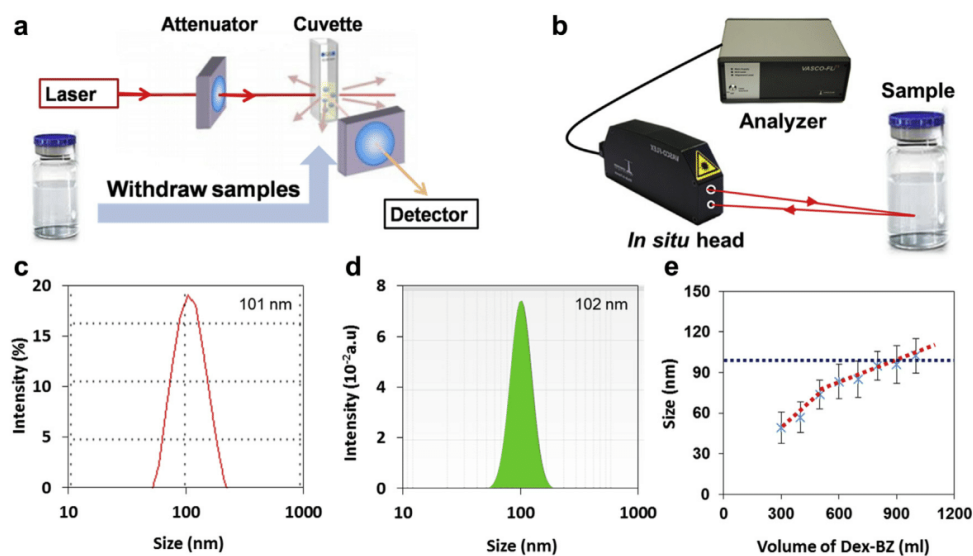 a
Attenuator
Cuvette
Laser
Withdraw samples
Detector
b
VASCO-FLEX
Analyzer
Sample
In situ head
c
20
15
10
5
0
101 nm
Intensity (%)
10
100
1000
Size (nm)
d
8
6
4
2
0
102 nm
Intensity (10⁻²a.u)
10
100
1000
Size (nm)
e
150
120
90
60
30
0
Size (nm)
300
600
900
1200
Volume of Dex-BZ (ml)